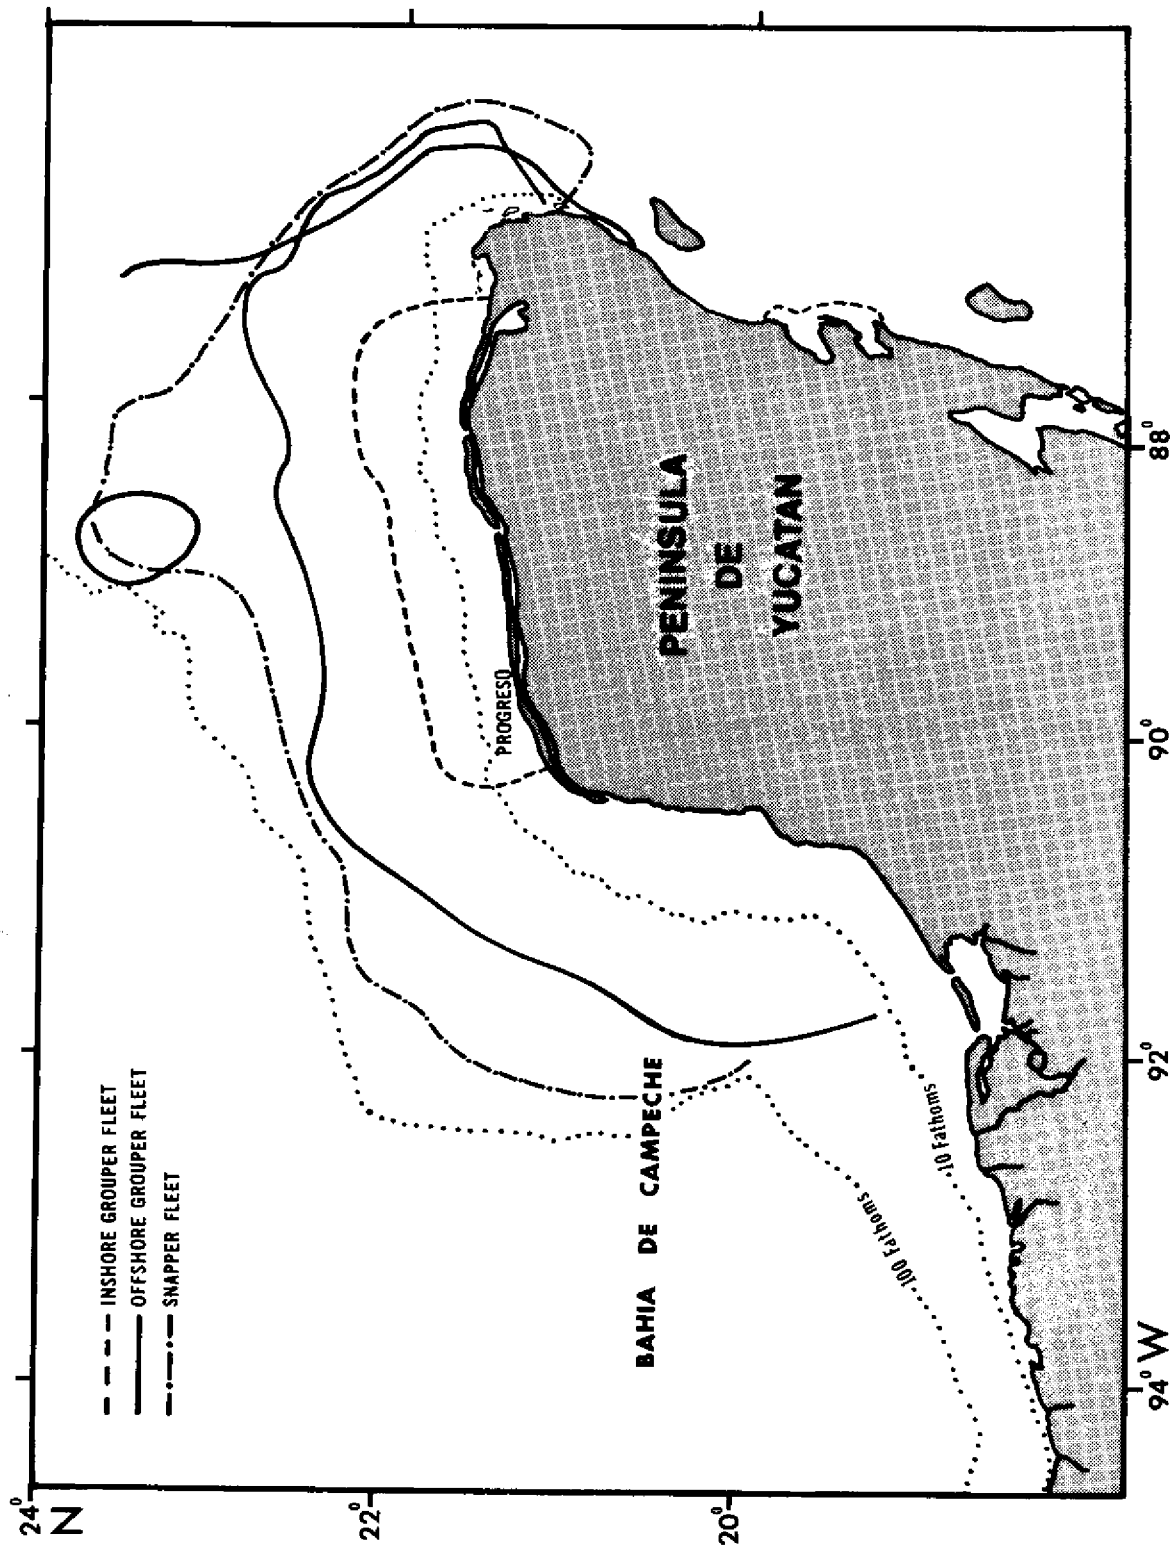 24° N
22°
20°
INSHORE GROUPER FLEET
OFFSHORE GROUPER FLEET
SNAPPER FLEET
BAHIA DE CAMPECHE
PROGRESO
PENINSULA
DE
YUCATAN
100 Fathoms
10 Fathoms
94° W
92°
90°
88°